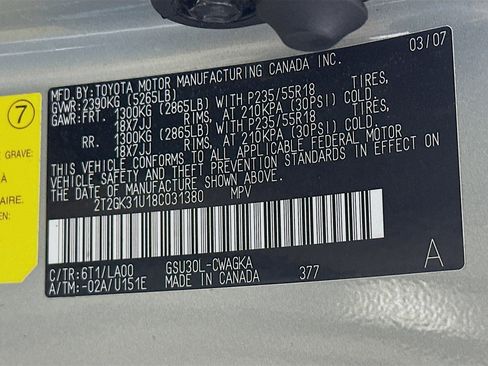 03/07
MFD.BY:TOYOTA MOTOR MANUFACTURING CANADA INC.
GVWR:2390KG (5265LB)
GAWR:FRT. 1300KG (2865LB) WITH P235/55R18 TIRES,
18X7JJ RIMS, AT 210KPA (30PSI) COLD.
RR. 1300KG (2865LB) WITH P235/55R18 TIRES,
18X7JJ RIMS, AT 210KPA (30PSI) COLD.
THIS VEHICLE CONFORMS TO ALL APPLICABLE FEDERAL MOTOR
VEHICLE SAFETY AND THEFT PREVENTION STANDARDS IN EFFECT ON
THE DATE OF MANUFACTURE SHOWN ABOVE.
2T2GK31U18C031380 MPV
C/TR:6T1/LA00 GSU30L-CWAGKA
A/TM:-02A/U151E MADE IN CANADA 377 A
7
E GRAVE:
À
AIRE.